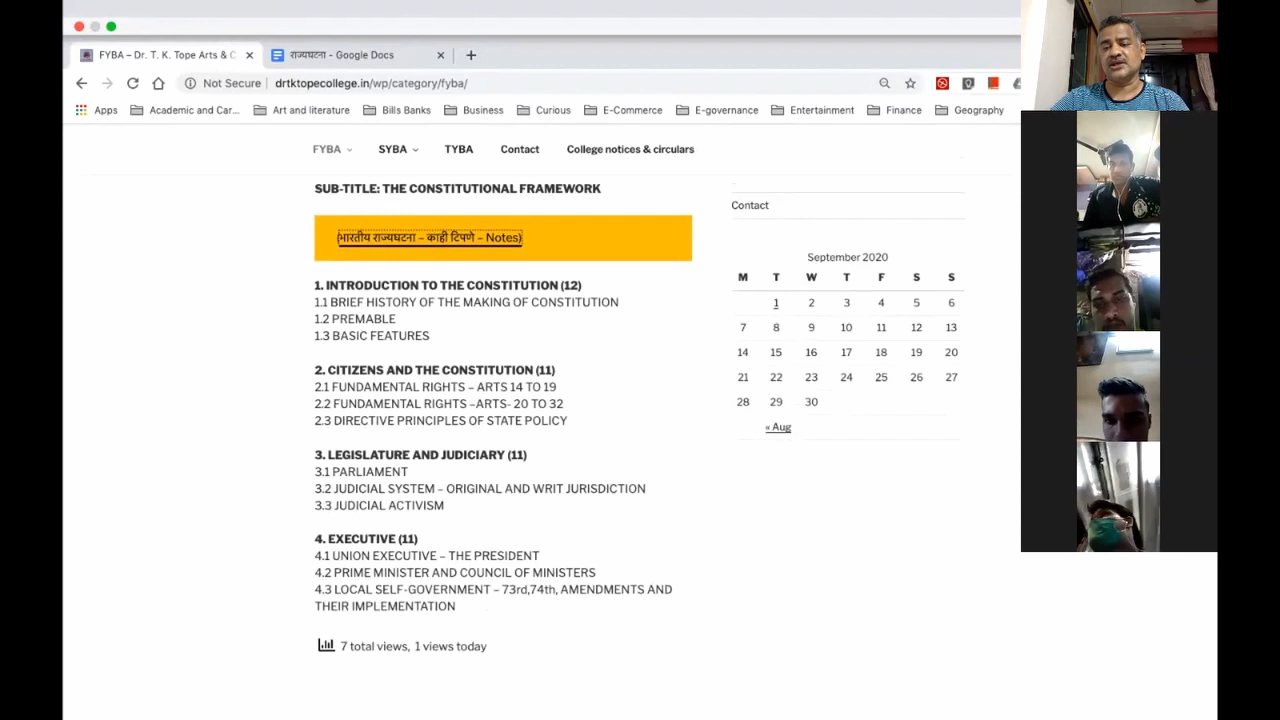 FYBA – Dr. T. K. Tope Arts & C
राज्यघटना - Google Docs
Not Secure
drtktopecollege.in/wp/category/fyba/
Apps
Academic and Car...
Art and literature
Bills Banks
Business
Curious
E-Commerce
E-governance
Entertainment
Finance
Geography
FYBA
SYBA
TYBA
Contact
College notices & circulars
SUB-TITLE: THE CONSTITUTIONAL FRAMEWORK
(भारतीय राज्यघटना – काही टिपणे – Notes)
1. INTRODUCTION TO THE CONSTITUTION (12)
1.1 BRIEF HISTORY OF THE MAKING OF CONSTITUTION
1.2 PREMABLE
1.3 BASIC FEATURES
2. CITIZENS AND THE CONSTITUTION (11)
2.1 FUNDAMENTAL RIGHTS – ARTS 14 TO 19
2.2 FUNDAMENTAL RIGHTS –ARTS- 20 TO 32
2.3 DIRECTIVE PRINCIPLES OF STATE POLICY
3. LEGISLATURE AND JUDICIARY (11)
3.1 PARLIAMENT
3.2 JUDICIAL SYSTEM – ORIGINAL AND WRIT JURISDICTION
3.3 JUDICIAL ACTIVISM
4. EXECUTIVE (11)
4.1 UNION EXECUTIVE – THE PRESIDENT
4.2 PRIME MINISTER AND COUNCIL OF MINISTERS
4.3 LOCAL SELF-GOVERNMENT – 73rd,74th, AMENDMENTS AND
THEIR IMPLEMENTATION
7 total views, 1 views today
Contact
September 2020
M T W T F S S
1 2 3 4 5 6
7 8 9 10 11 12 13
14 15 16 17 18 19 20
21 22 23 24 25 26 27
28 29 30
« Aug